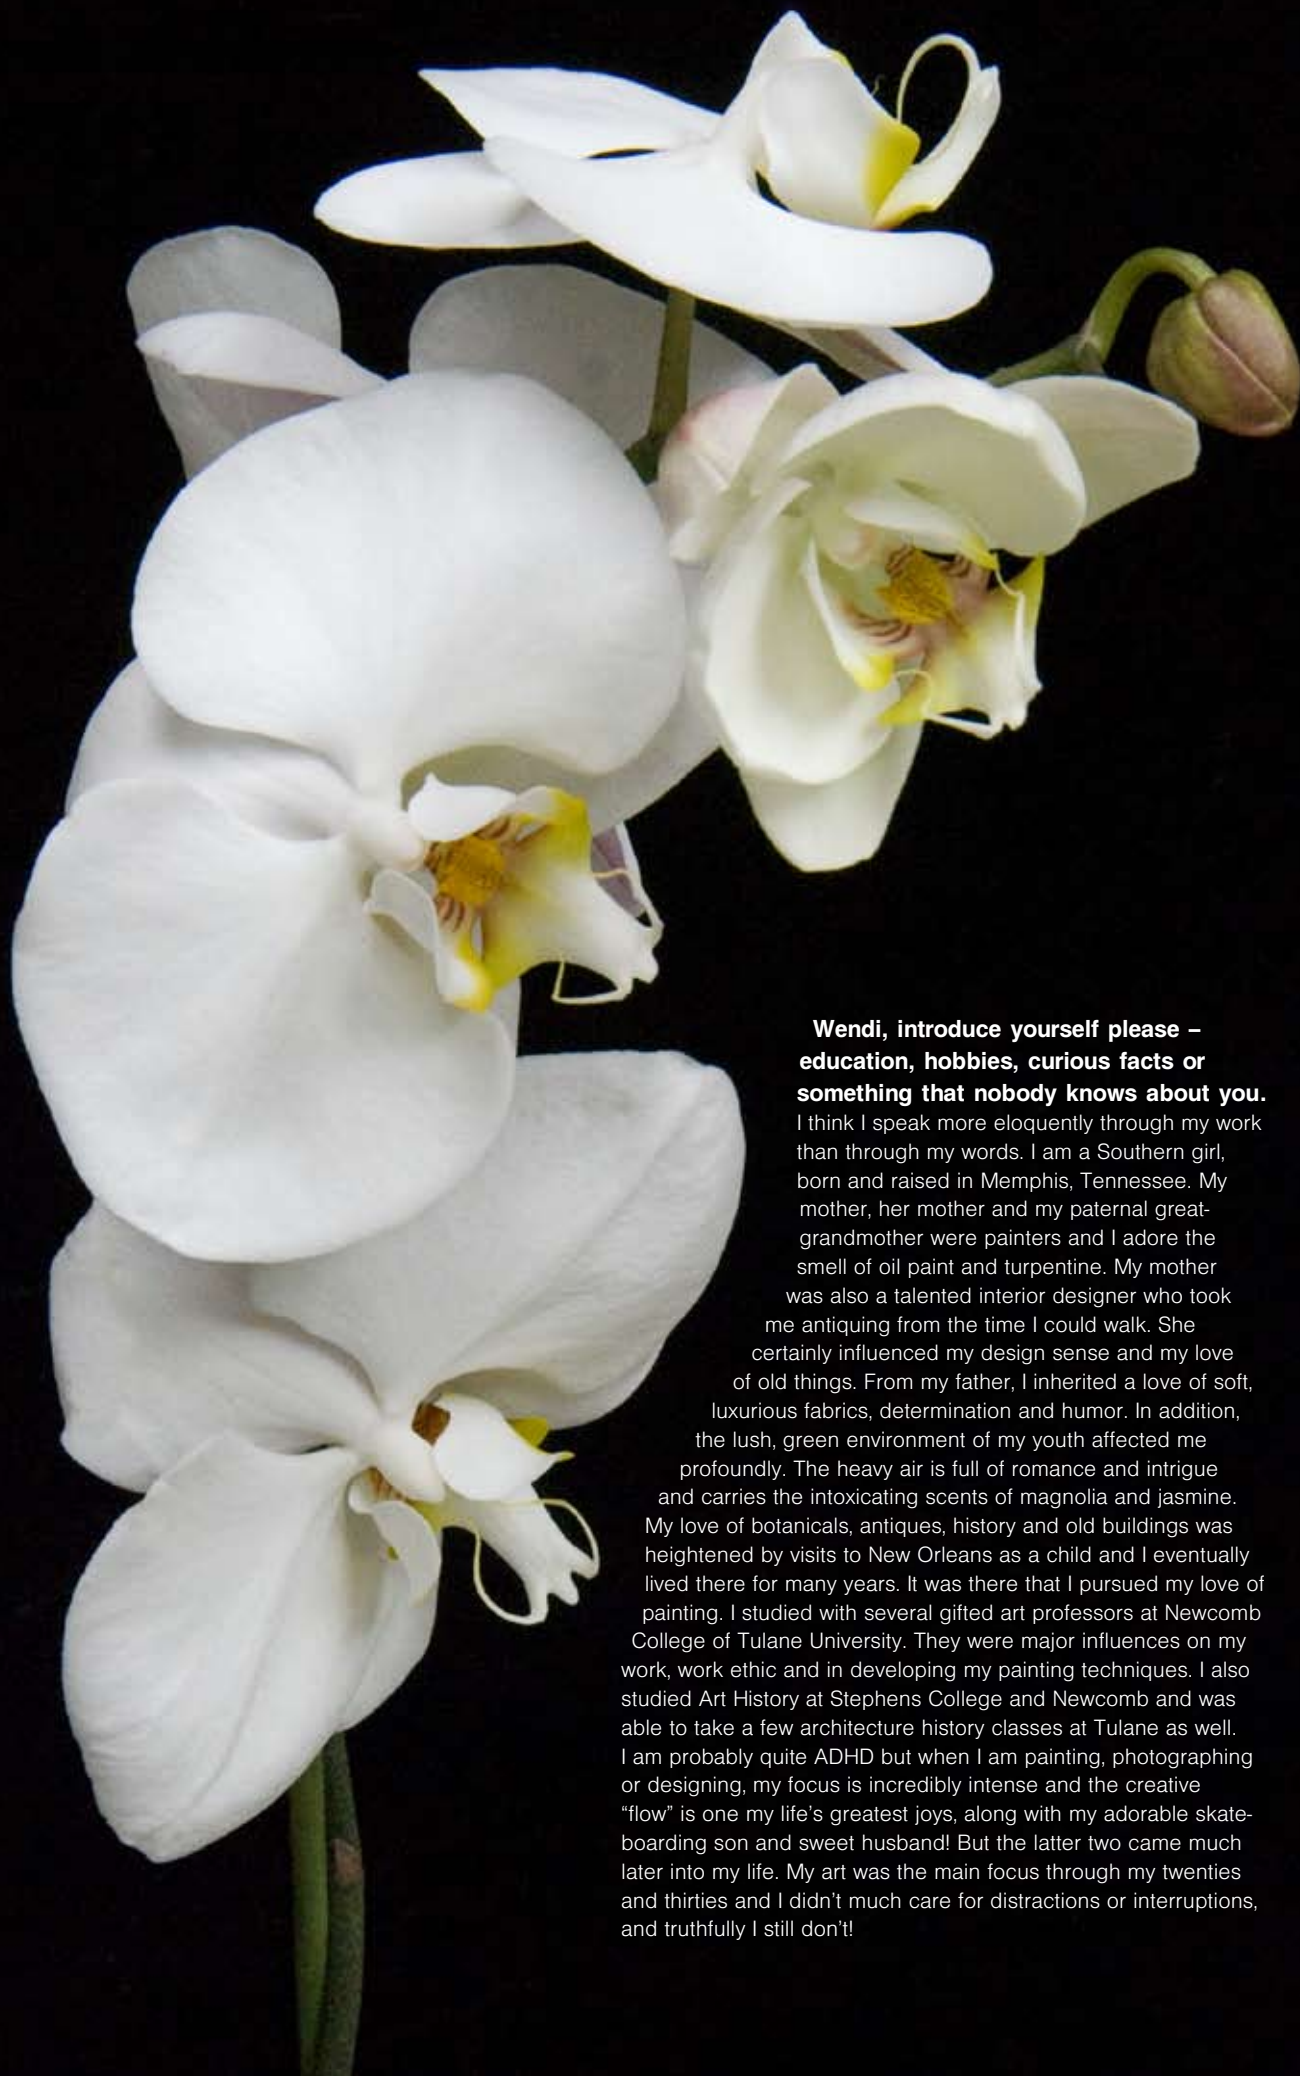 Wendi, introduce yourself please –
education, hobbies, curious facts or
something that nobody knows about you.
I think I speak more eloquently through my work
than through my words. I am a Southern girl,
born and raised in Memphis, Tennessee. My
mother, her mother and my paternal great-
grandmother were painters and I adore the
smell of oil paint and turpentine. My mother
was also a talented interior designer who took
me antiquing from the time I could walk. She
certainly influenced my design sense and my love
of old things. From my father, I inherited a love of soft,
luxurious fabrics, determination and humor. In addition,
the lush, green environment of my youth affected me
profoundly. The heavy air is full of romance and intrigue
and carries the intoxicating scents of magnolia and jasmine.
My love of botanicals, antiques, history and old buildings was
heightened by visits to New Orleans as a child and I eventually
lived there for many years. It was there that I pursued my love of
painting. I studied with several gifted art professors at Newcomb
College of Tulane University. They were major influences on my
work, work ethic and in developing my painting techniques. I also
studied Art History at Stephens College and Newcomb and was
able to take a few architecture history classes at Tulane as well.
I am probably quite ADHD but when I am painting, photographing
or designing, my focus is incredibly intense and the creative
“flow” is one my life’s greatest joys, along with my adorable skate-
boarding son and sweet husband! But the latter two came much
later into my life. My art was the main focus through my twenties
and thirties and I didn’t much care for distractions or interruptions,
and truthfully I still don’t!